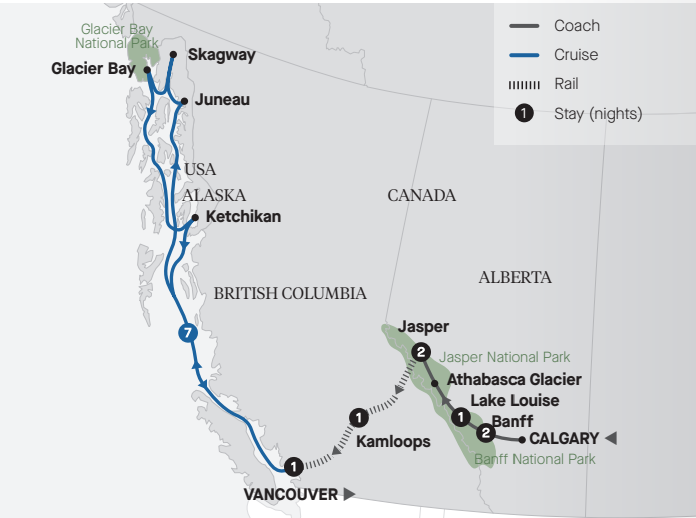 Glacier Bay
National Park
Glacier Bay
Skagway
Juneau
USA
ALASKA
Ketchikan
CANADA
BRITISH COLUMBIA
ALBERTA
Coach
Cruise
Rail
1 Stay (nights)
7
Jasper
2
Jasper National Park
Athabasca Glacier
Lake Louise
1
Banff
2
CALGARY
Banff National Park
1
Kamloops
1
VANCOUVER